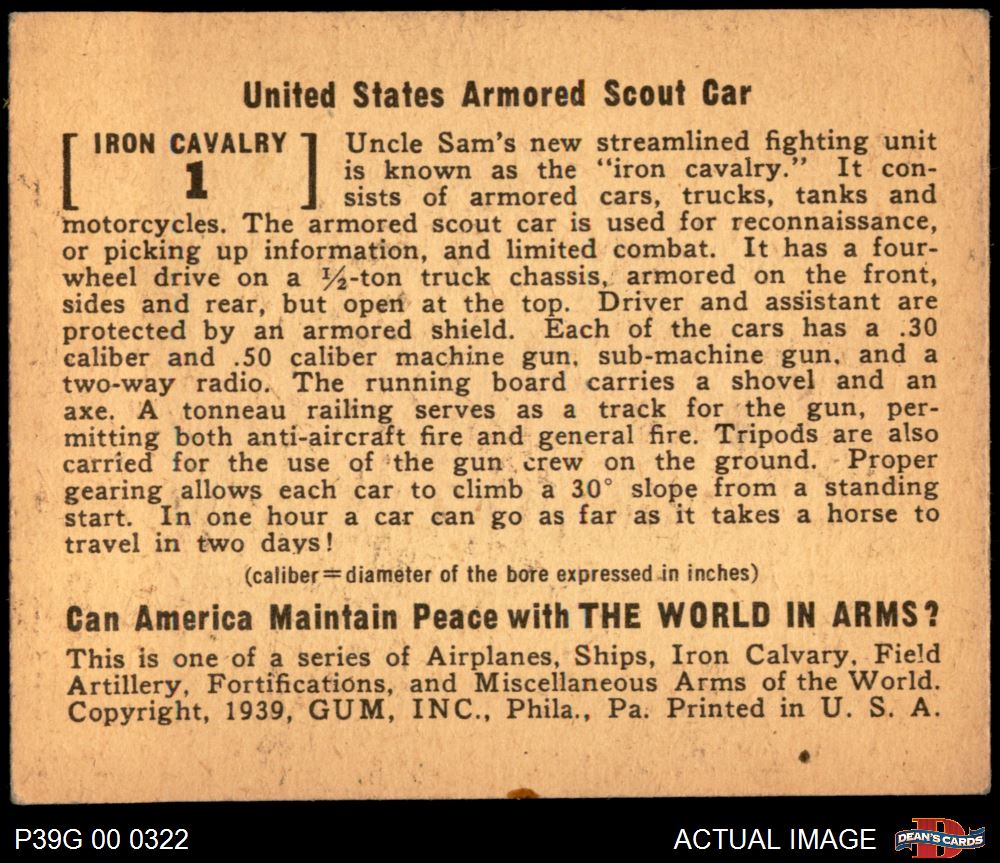 United States Armored Scout Car
[ IRON CAVALRY ]
1
Uncle Sam's new streamlined fighting unit
is known as the "iron cavalry." It con-
sists of armored cars, trucks, tanks and
motorcycles. The armored scout car is used for reconnaissance,
or picking up information, and limited combat. It has a four-
wheel drive on a ½-ton truck chassis, armored on the front,
sides and rear, but open at the top. Driver and assistant are
protected by an armored shield. Each of the cars has a .30
caliber and .50 caliber machine gun, sub-machine gun, and a
two-way radio. The running board carries a shovel and an
axe. A tonneau railing serves as a track for the gun, per-
mitting both anti-aircraft fire and general fire. Tripods are also
carried for the use of the gun crew on the ground. Proper
gearing allows each car to climb a 30° slope from a standing
start. In one hour a car can go as far as it takes a horse to
travel in two days!
(caliber=diameter of the bore expressed in inches)
Can America Maintain Peace with THE WORLD IN ARMS?
This is one of a series of Airplanes, Ships, Iron Calvary, Field
Artillery, Fortifications, and Miscellaneous Arms of the World.
Copyright, 1939, GUM, INC., Phila., Pa. Printed in U. S. A.
P39G 00 0322
ACTUAL IMAGE
DEAN'S CARDS